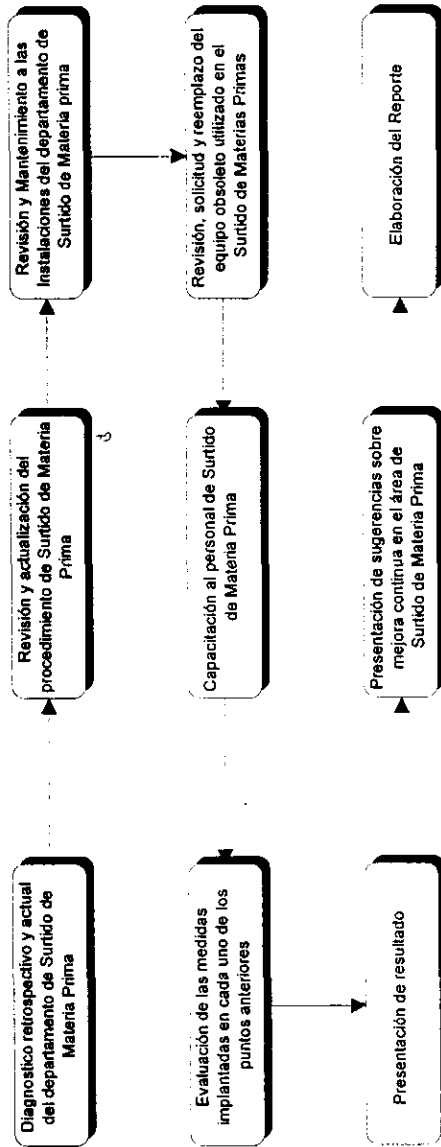 Diagnostico retrospectivo y actual
del departamento de Surtido de
Materia Prima
Revisión y actualización del
procedimiento de Surtido de Materia
Prima
Revisión y Mantenimiento a las
Instalaciones del departamento de
Surtido de Materia prima
Revisión, solicitud y reemplazo del
equipo obsoleto utilizado en el
Surtido de Materias Primas
Capacitación al personal de Surtido
de Materia Prima
Evaluación de las medidas
implantadas en cada uno de los
puntos anteriores
Presentación de resultado
Presentación de sugerencias sobre
mejora continua en el área de
Surtido de Materia Prima
Elaboración del Reporte